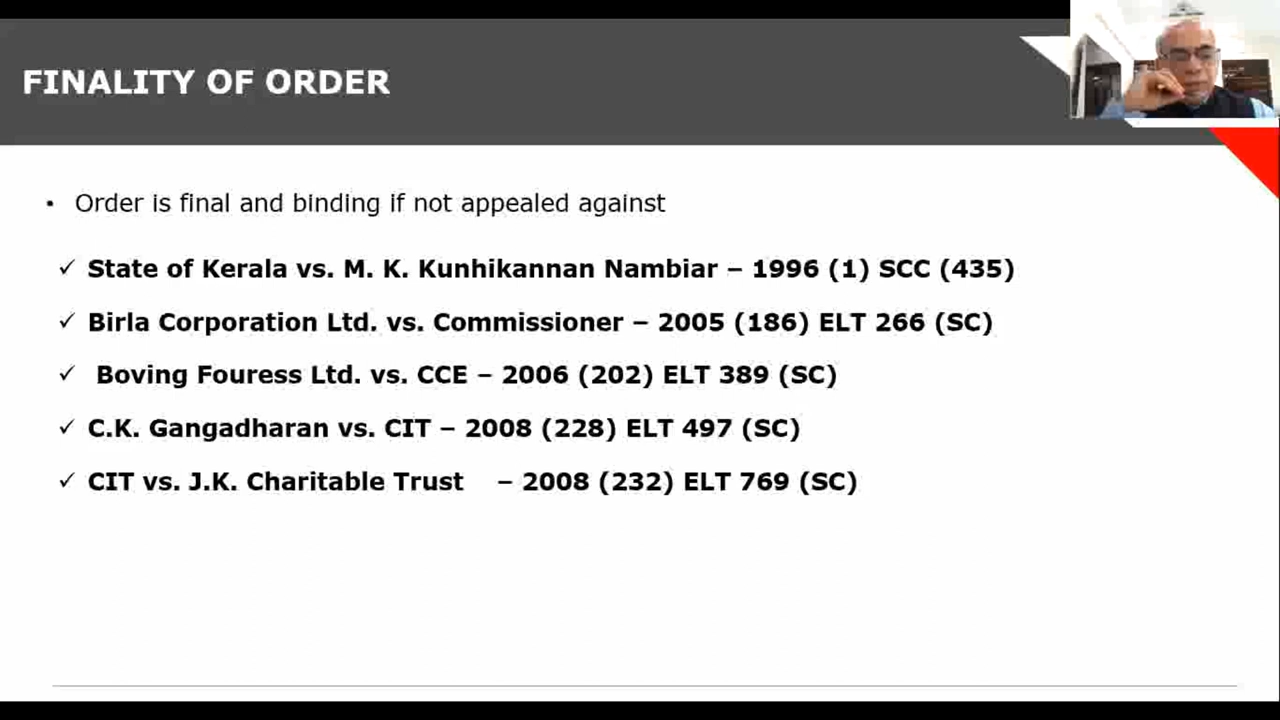 FINALITY OF ORDER
• Order is final and binding if not appealed against
✓ State of Kerala vs. M. K. Kunhikannan Nambiar – 1996 (1) SCC (435)
✓ Birla Corporation Ltd. vs. Commissioner – 2005 (186) ELT 266 (SC)
✓ Boving Fouress Ltd. vs. CCE – 2006 (202) ELT 389 (SC)
✓ C.K. Gangadharan vs. CIT – 2008 (228) ELT 497 (SC)
✓ CIT vs. J.K. Charitable Trust – 2008 (232) ELT 769 (SC)